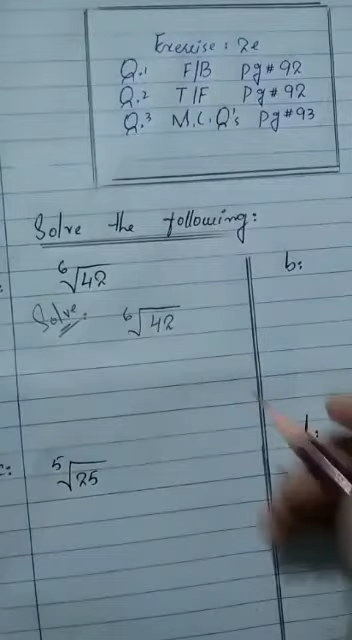 Exercise: 2e
Q.1 F/B Pg#92
Q.2 T/F Pg#92
Q.3 M.C.Q's Pg#93
Solve the following:
⁶√42
b:
Solve: ⁶√42
c: ⁵√25